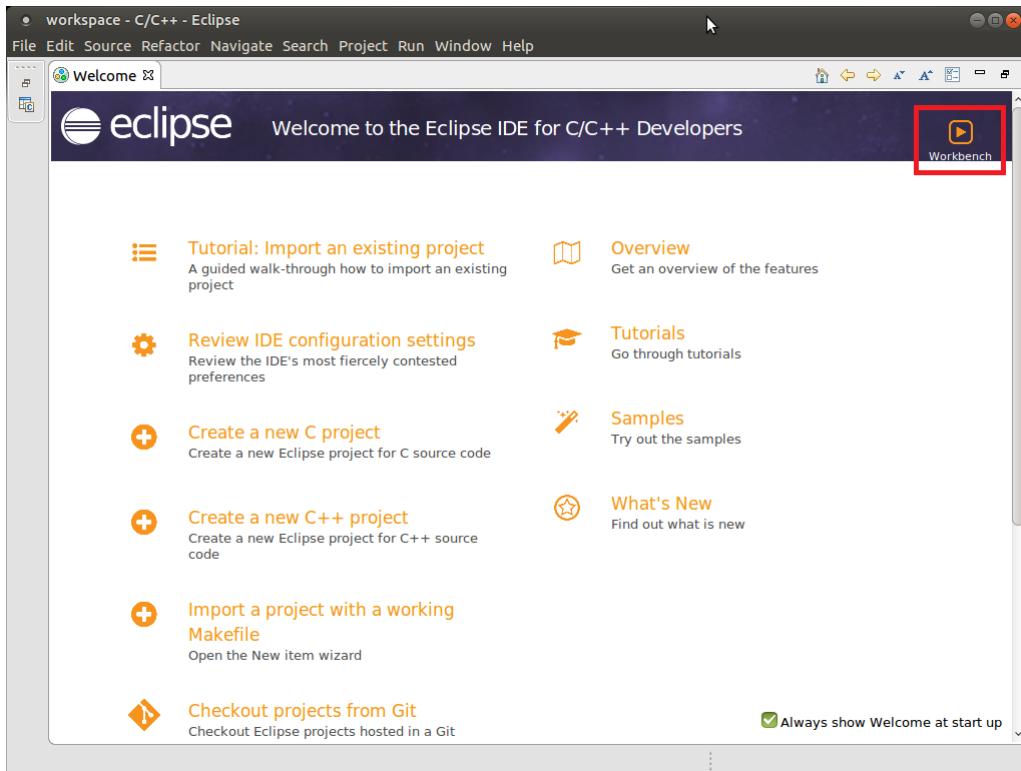 workspace - C/C++ - Eclipse
File Edit Source Refactor Navigate Search Project Run Window Help
Welcome
eclipse
Welcome to the Eclipse IDE for C/C++ Developers
Workbench
Tutorial: Import an existing project
A guided walk-through how to import an existing
project
Review IDE configuration settings
Review the IDE's most fiercely contested
preferences
Create a new C project
Create a new Eclipse project for C source code
Create a new C++ project
Create a new Eclipse project for C++ source
code
Import a project with a working
Makefile
Open the New item wizard
Checkout projects from Git
Checkout Eclipse projects hosted in a Git
Overview
Get an overview of the features
Tutorials
Go through tutorials
Samples
Try out the samples
What's New
Find out what is new
Always show Welcome at start up